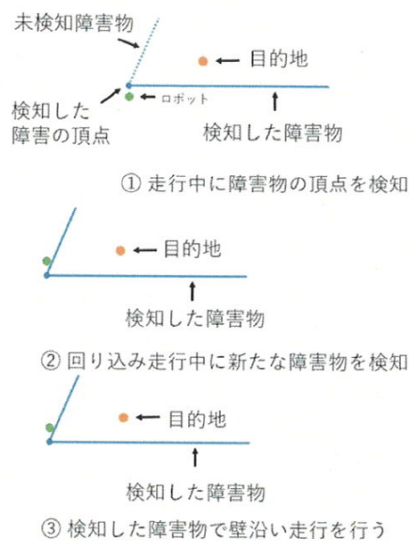 未検知障害物
目的地
ロボット
検知した
障害の頂点
検知した障害物
① 走行中に障害物の頂点を検知
目的地
検知した障害物
② 回り込み走行中に新たな障害物を検知
目的地
検知した障害物
③ 検知した障害物で壁沿い走行を行う